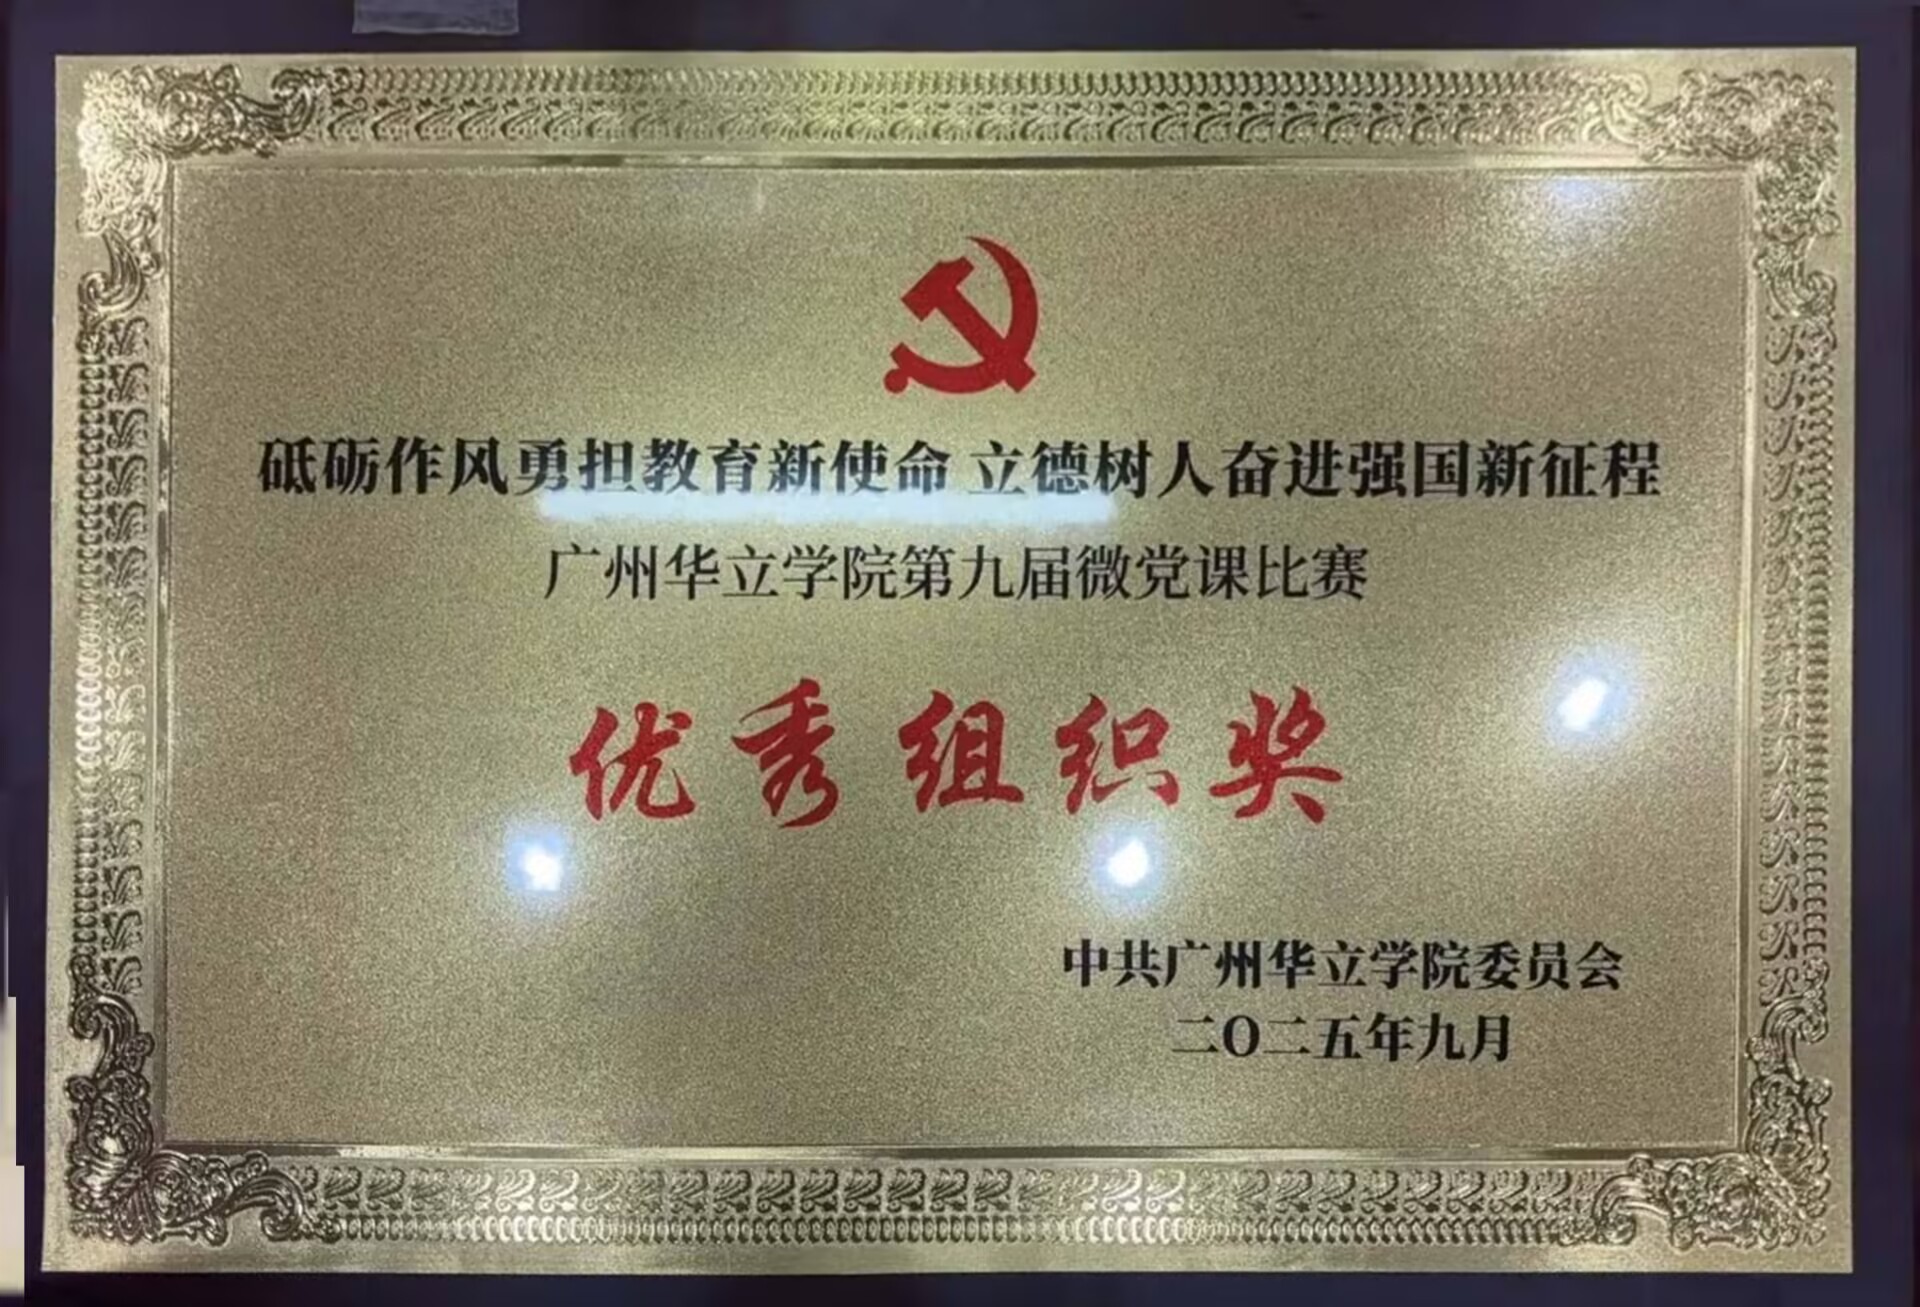 砥砺作风勇担教育新使命 立德树人奋进强国新征程
广州华立学院第九届微党课比赛
优秀组织奖
中共广州华立学院委员会
二〇二五年九月